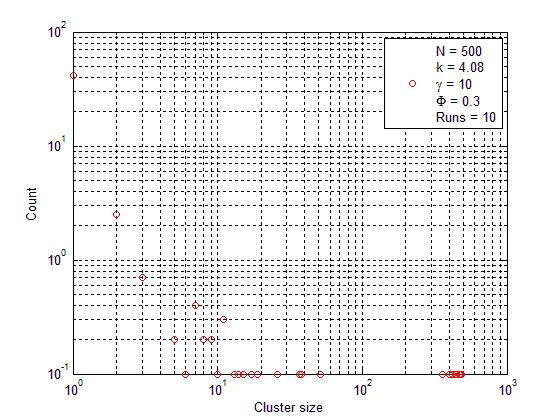 10²
10¹
10⁰
10⁻¹
Count
N = 500
k = 4.08
γ = 10
Φ = 0.3
Runs = 10
10⁰
10¹
10²
10³
Cluster size